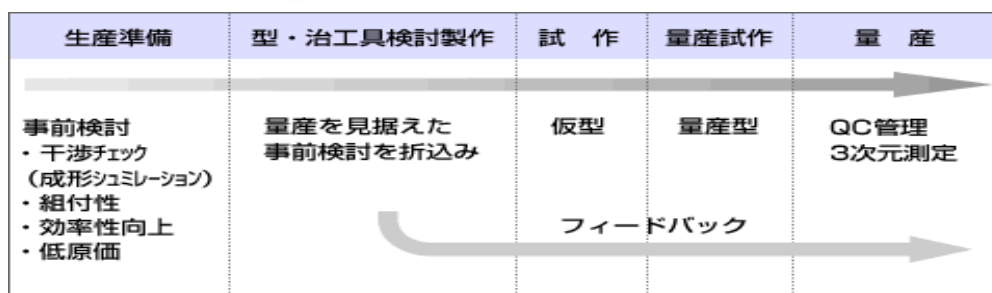 生産準備
型・治工具検討製作
試 作
量産試作
量 産
事前検討
・干渉チェック
(成形シュミレーション)
・組付性
・効率性向上
・低原価
量産を見据えた
事前検討を折込み
仮型
量産型
QC管理
3次元測定
フィードバック